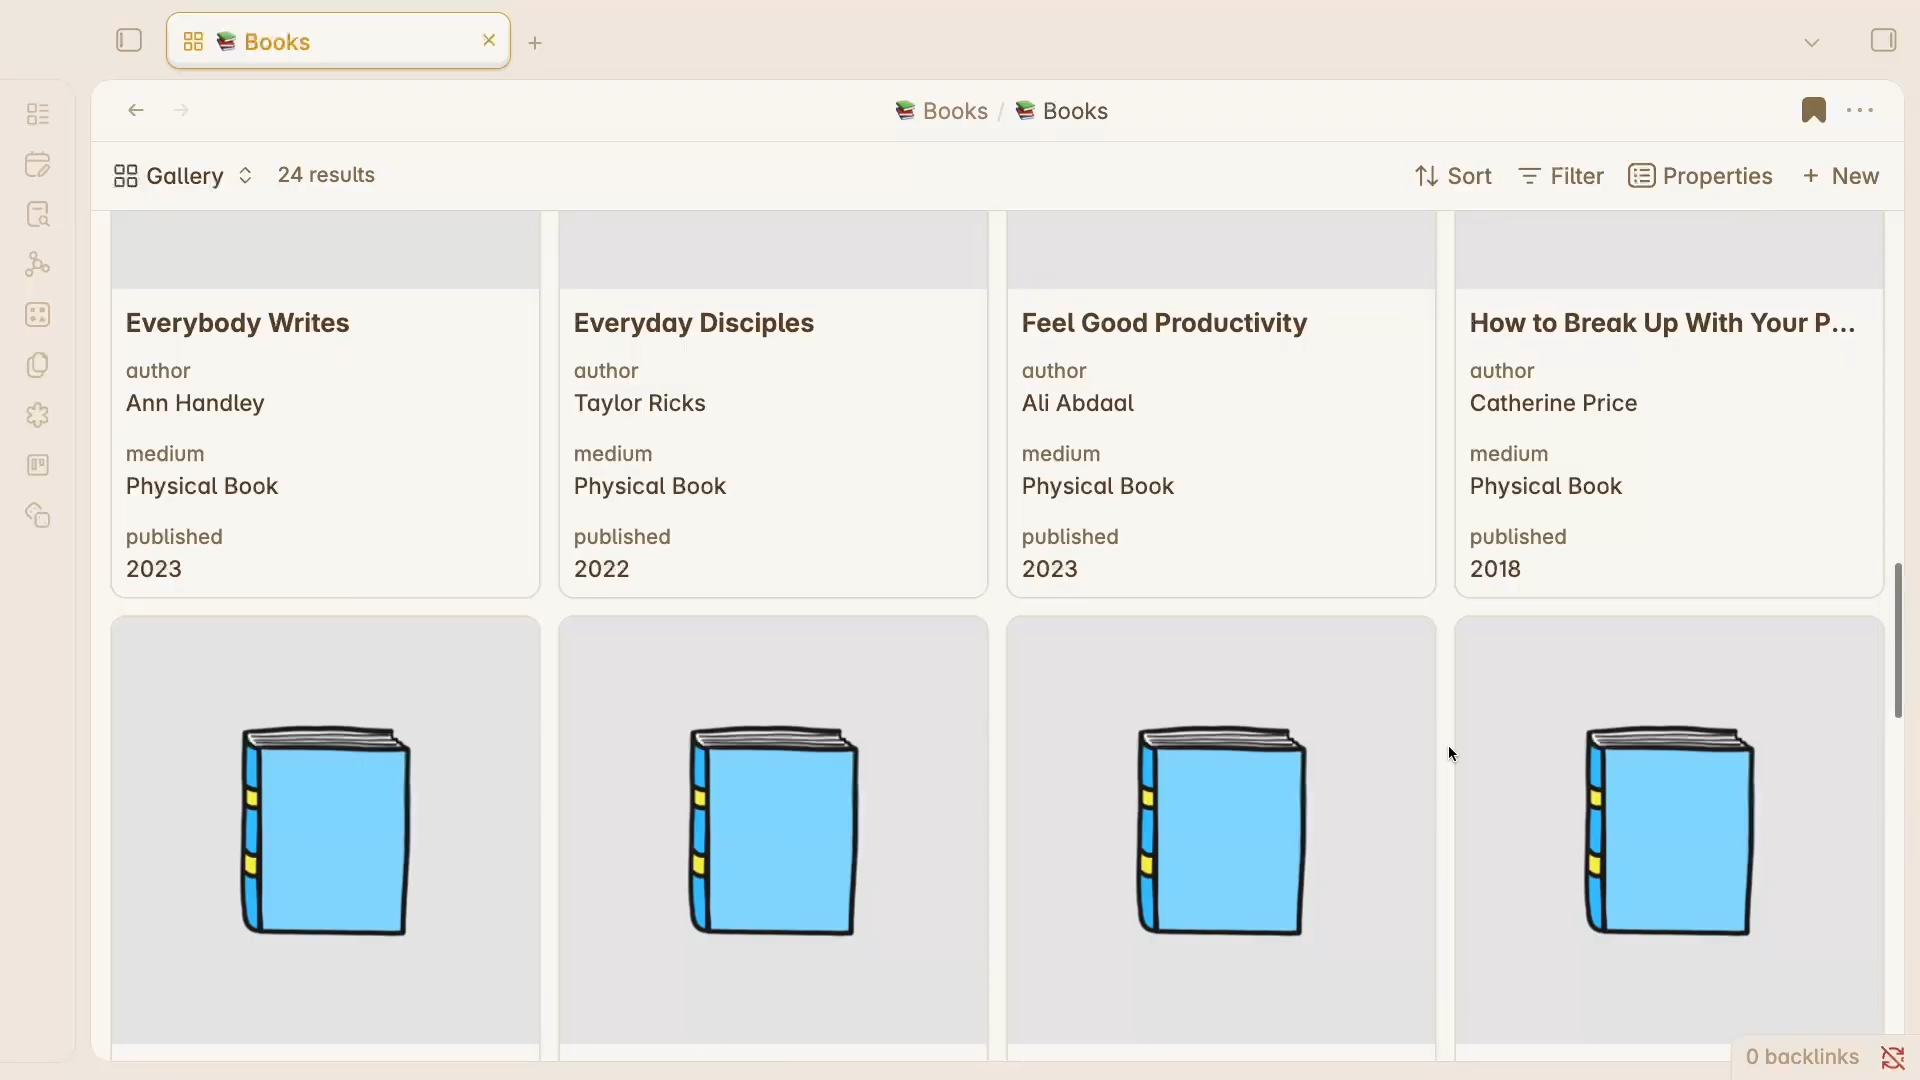 Books
Books / Books
Gallery 24 results Sort Filter Properties + New
Everybody Writes
author
Ann Handley
medium
Physical Book
published
2023
Everyday Disciples
author
Taylor Ricks
medium
Physical Book
published
2022
Feel Good Productivity
author
Ali Abdaal
medium
Physical Book
published
2023
How to Break Up With Your P...
author
Catherine Price
medium
Physical Book
published
2018
0 backlinks